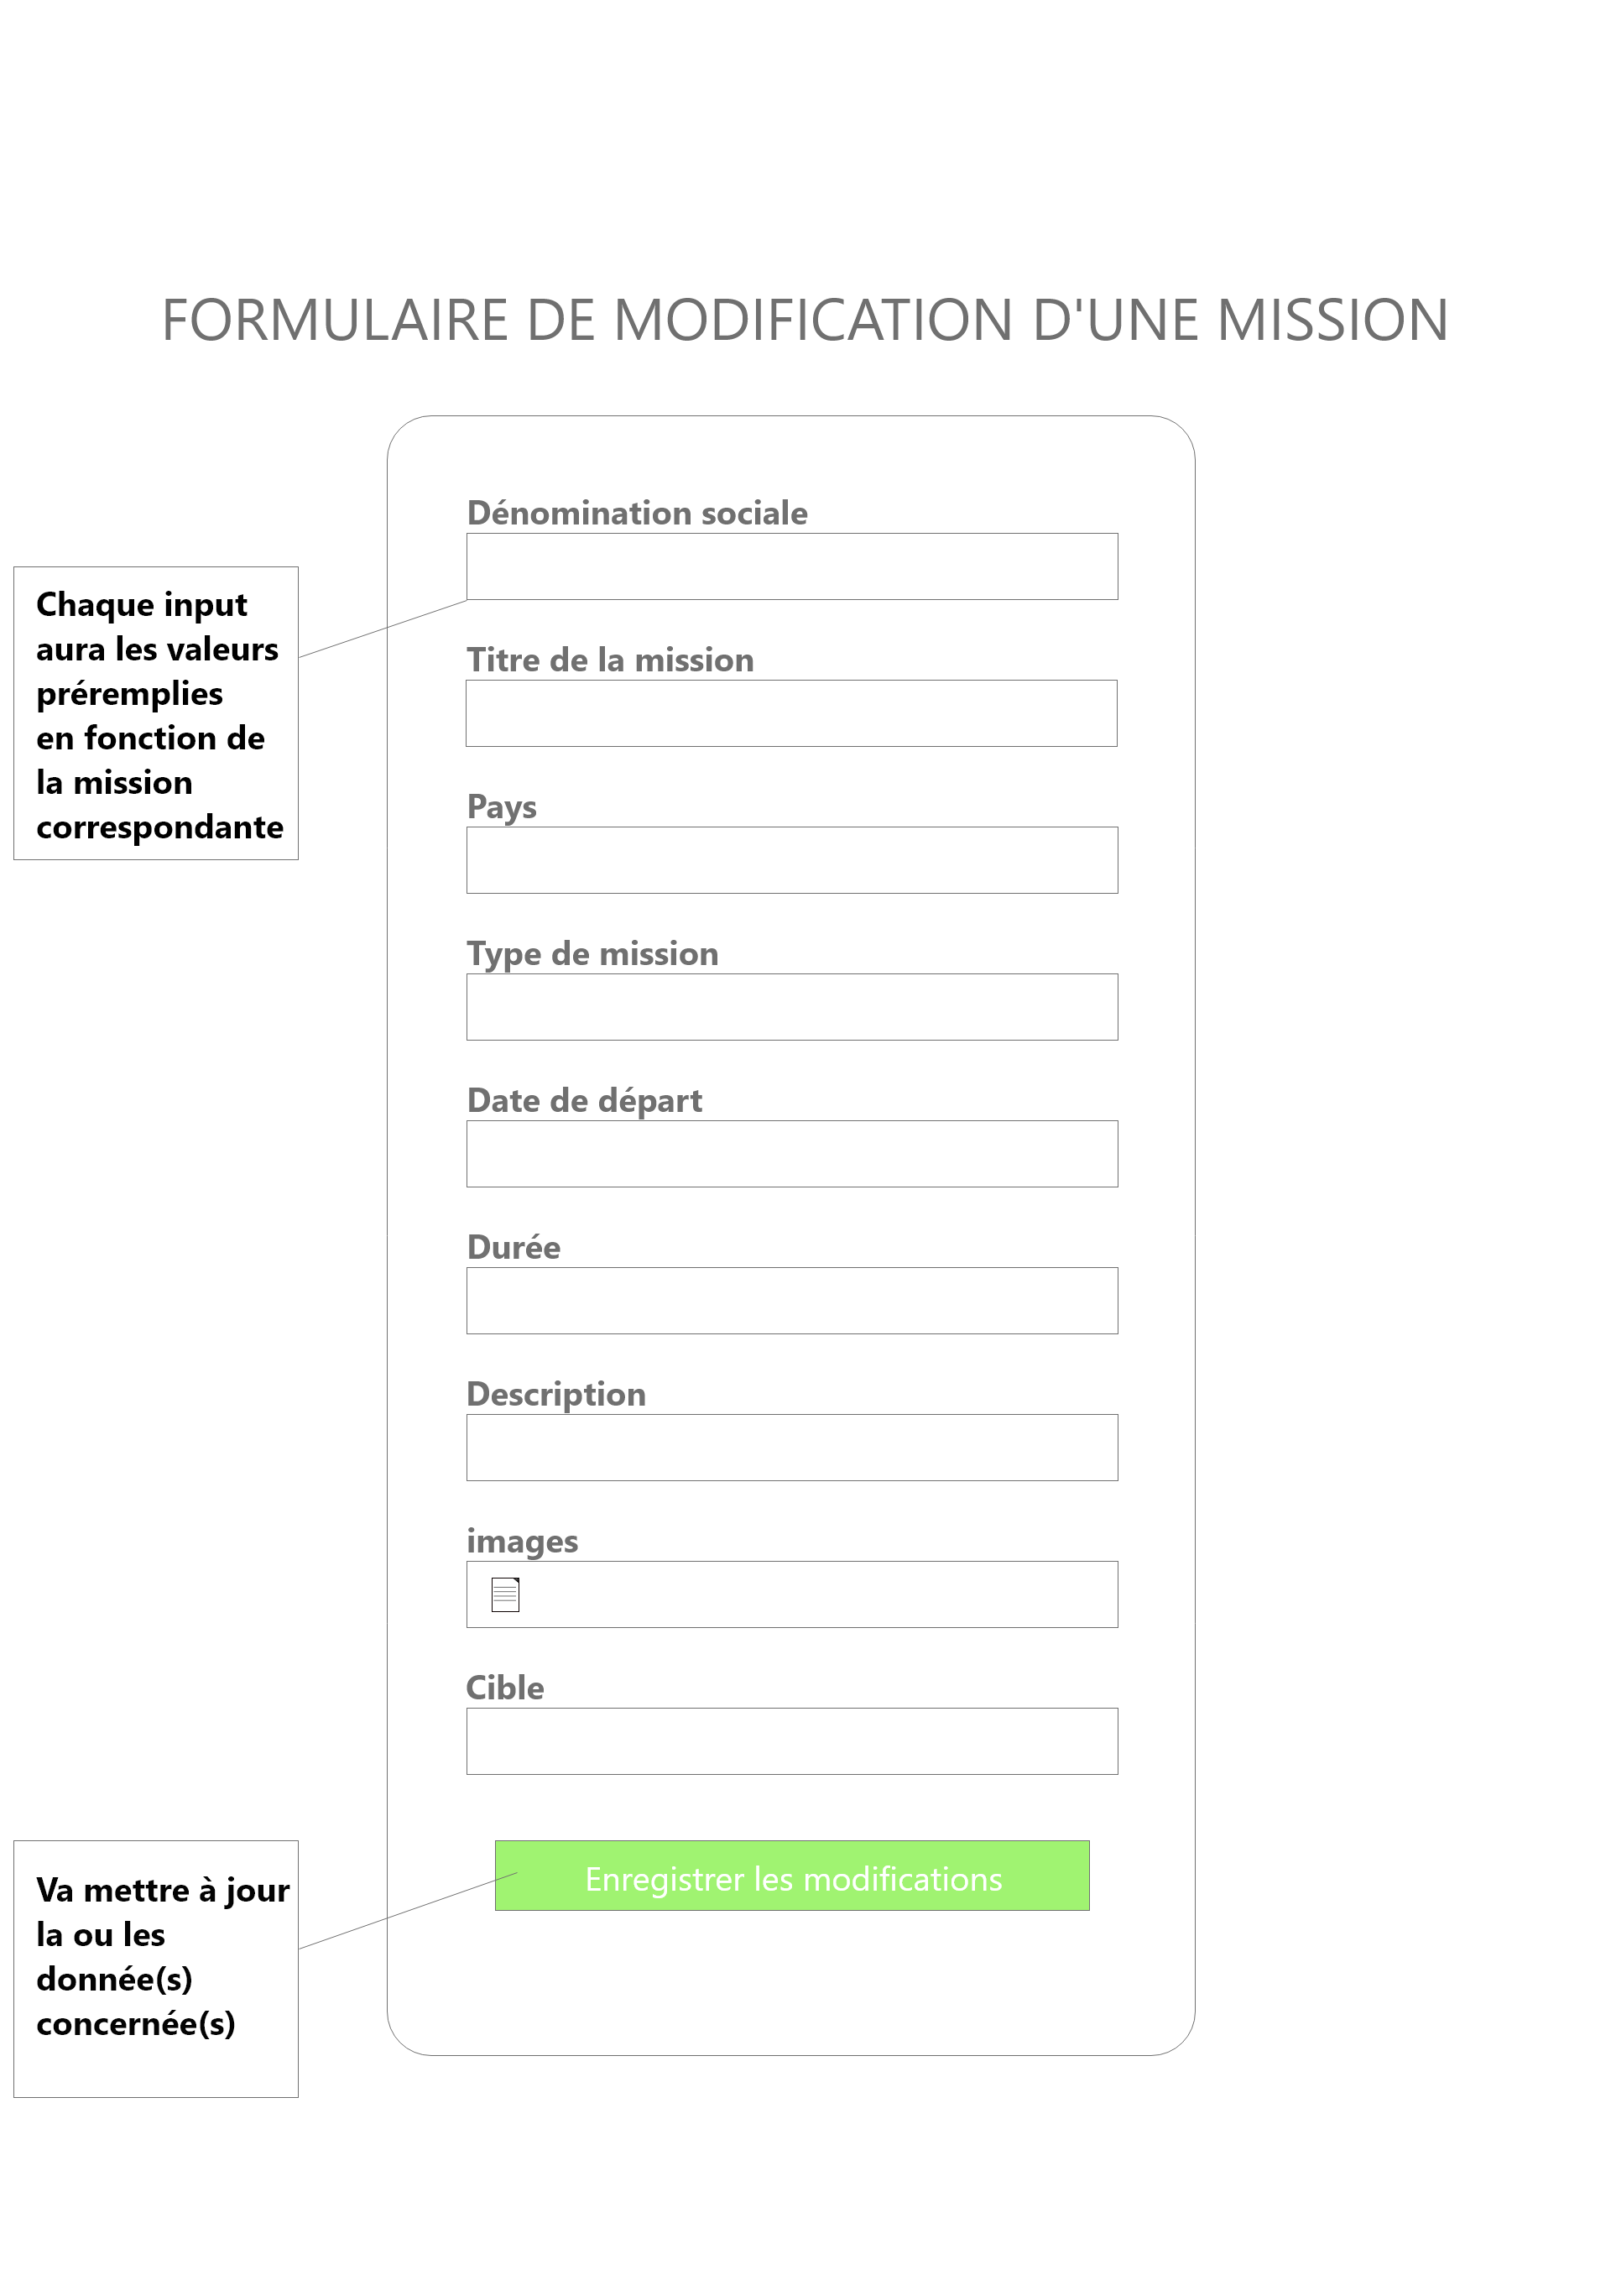 FORMULAIRE DE MODIFICATION D'UNE MISSION
Dénomination sociale
Chaque input
aura les valeurs
préremplies
en fonction de
la mission
correspondante
Titre de la mission
Pays
Type de mission
Date de départ
Durée
Description
images
Cible
Enregistrer les modifications
Va mettre à jour
la ou les
donnée(s)
concernée(s)